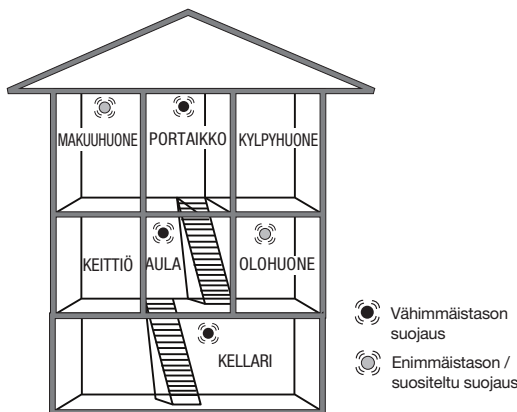 MAKUUHUONE PORTAIKKO KYLPYHUONE
KEITTIÖ AULA OLOHUONE
KELLARI
Vähimmäistason
suojaus
Enimmäistason /
suositeltu suojaus